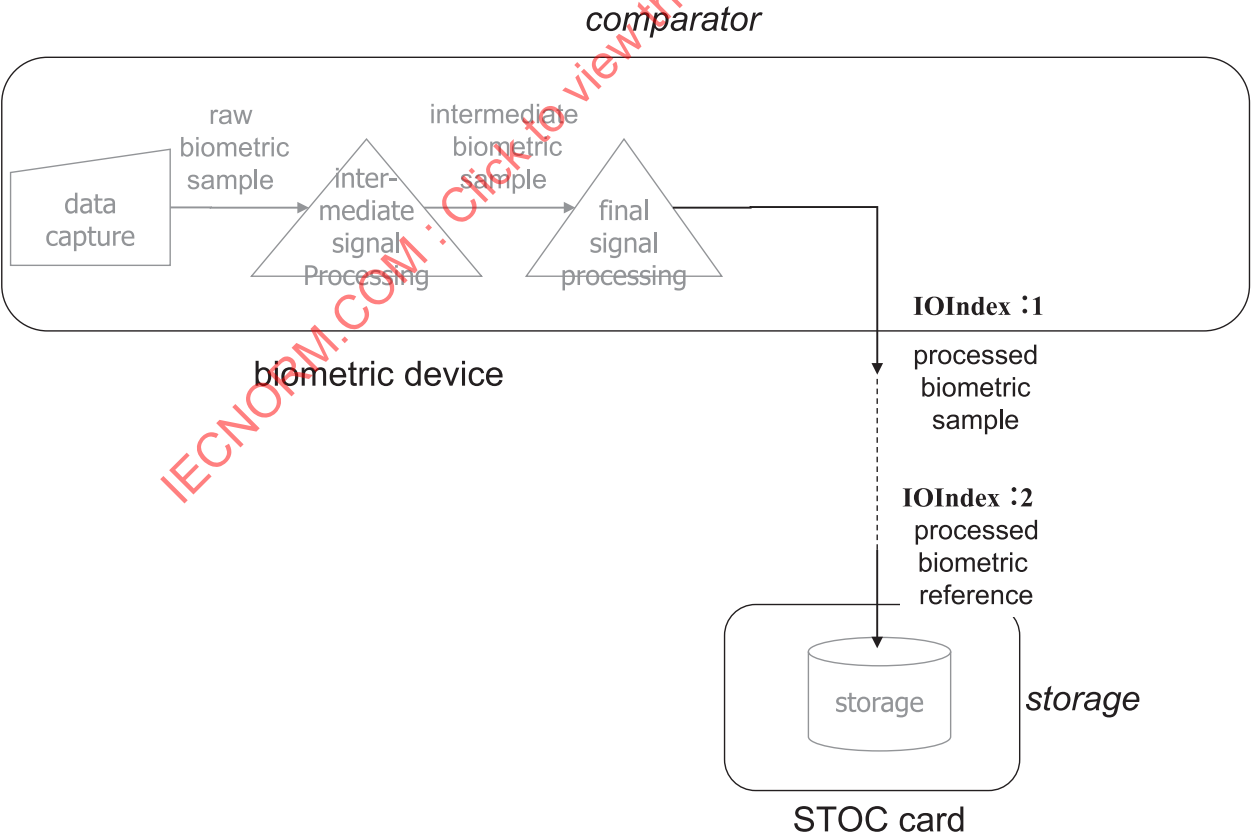 comparator
raw
biometric
sample
intermediate
biometric
sample
data
capture
inter-
mediate
signal
Processing
final
signal
processing
IOIndex :1
processed
biometric
sample
biometric device
IOIndex :2
processed
biometric
reference
storage
storage
STOC card
IECNORM.COM : Click to view th